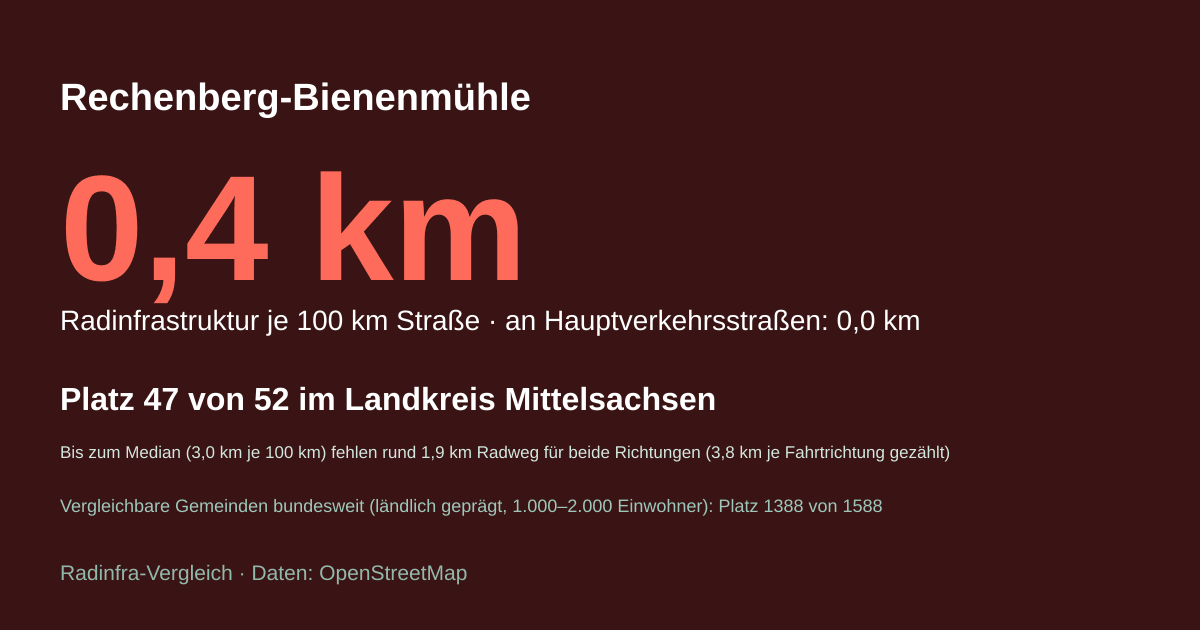 Rechenberg-Bienenmühle
0,4 km
Radinfrastruktur je 100 km Straße · an Hauptverkehrsstraßen: 0,0 km
Platz 47 von 52 im Landkreis Mittelsachsen
Bis zum Median (3,0 km je 100 km) fehlen rund 1,9 km Radweg für beide Richtungen (3,8 km je Fahrtrichtung gezählt)
Vergleichbare Gemeinden bundesweit (ländlich geprägt, 1.000–2.000 Einwohner): Platz 1388 von 1588
Radinfra-Vergleich · Daten: OpenStreetMap